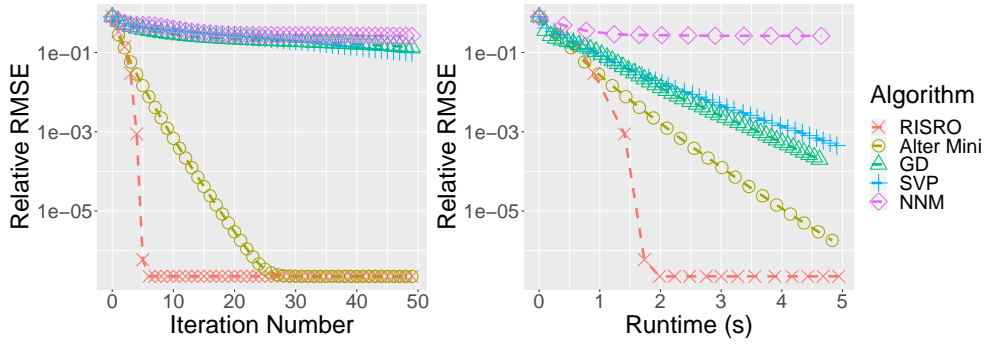 Relative RMSE
1e−01
1e−03
1e−05
0
10
20
30
40
50
Iteration Number
Relative RMSE
1e−01
1e−03
1e−05
0
1
2
3
4
5
Runtime (s)
Algorithm
RISRO
Alter Mini
GD
SVP
NNM